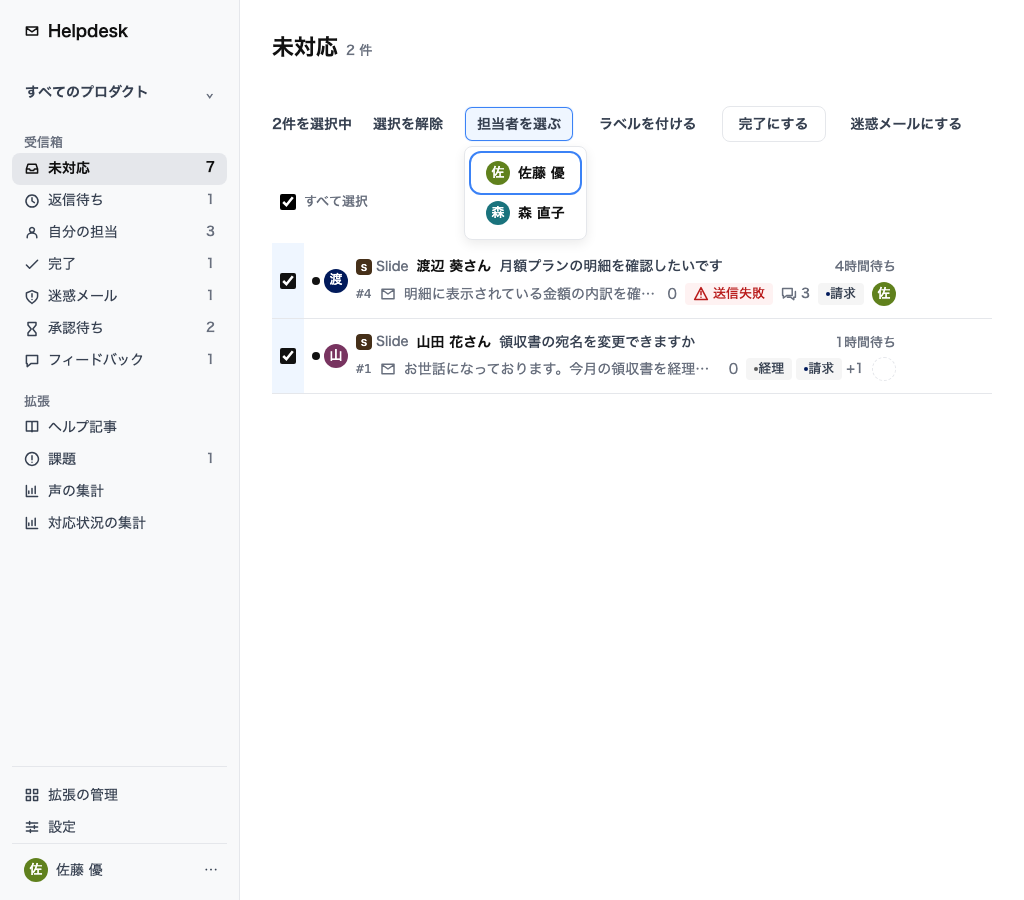 Helpdesk
すべてのプロダクト
受信箱
未対応 7
返信待ち 1
自分の担当 3
完了 1
迷惑メール 1
承認待ち 2
フィードバック 1
拡張
ヘルプ記事
課題 1
声の集計
対応状況の集計
拡張の管理
設定
佐 佐藤 優 …
未対応 2 件
2件を選択中 選択を解除 担当者を選ぶ ラベルを付ける 完了にする 迷惑メールにする
佐 佐藤 優
森 森 直子
すべて選択
渡 S Slide 渡辺 葵さん 月額プランの明細を確認したいです 4時間待ち
#4 明細に表示されている金額の内訳を確… 0 送信失敗 3 •請求 佐
山 S Slide 山田 花さん 領収書の宛名を変更できますか 1時間待ち
#1 お世話になっております。今月の領収書を経理… 0 •経理 •請求 +1